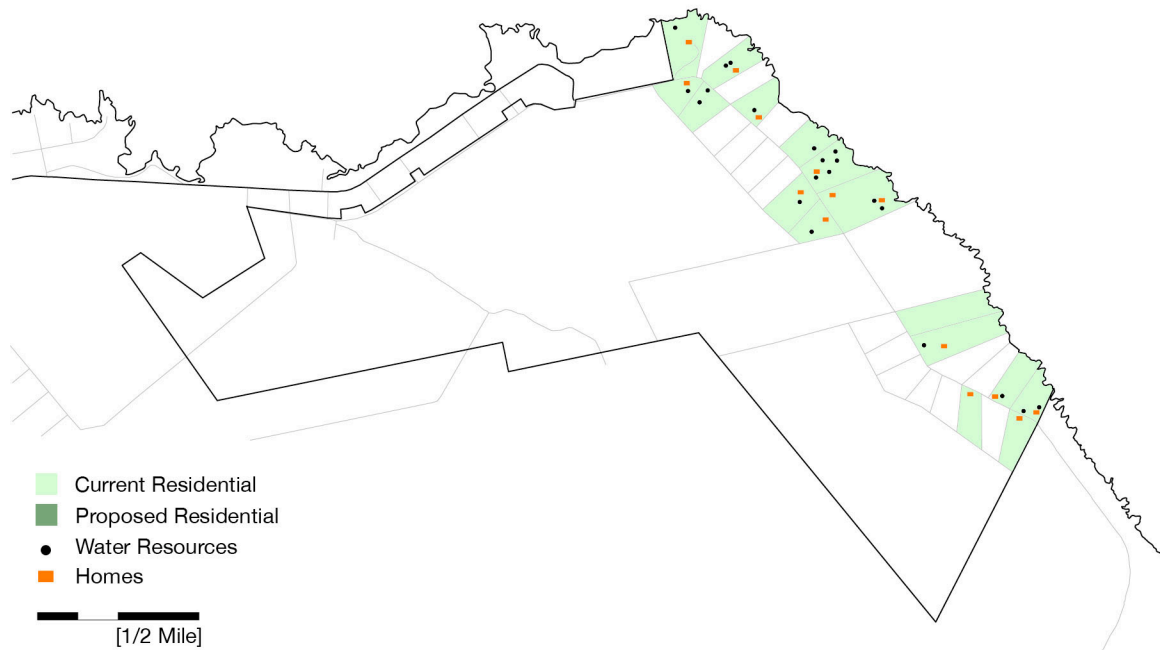 Current Residential
Proposed Residential
Water Resources
Homes
[1/2 Mile]